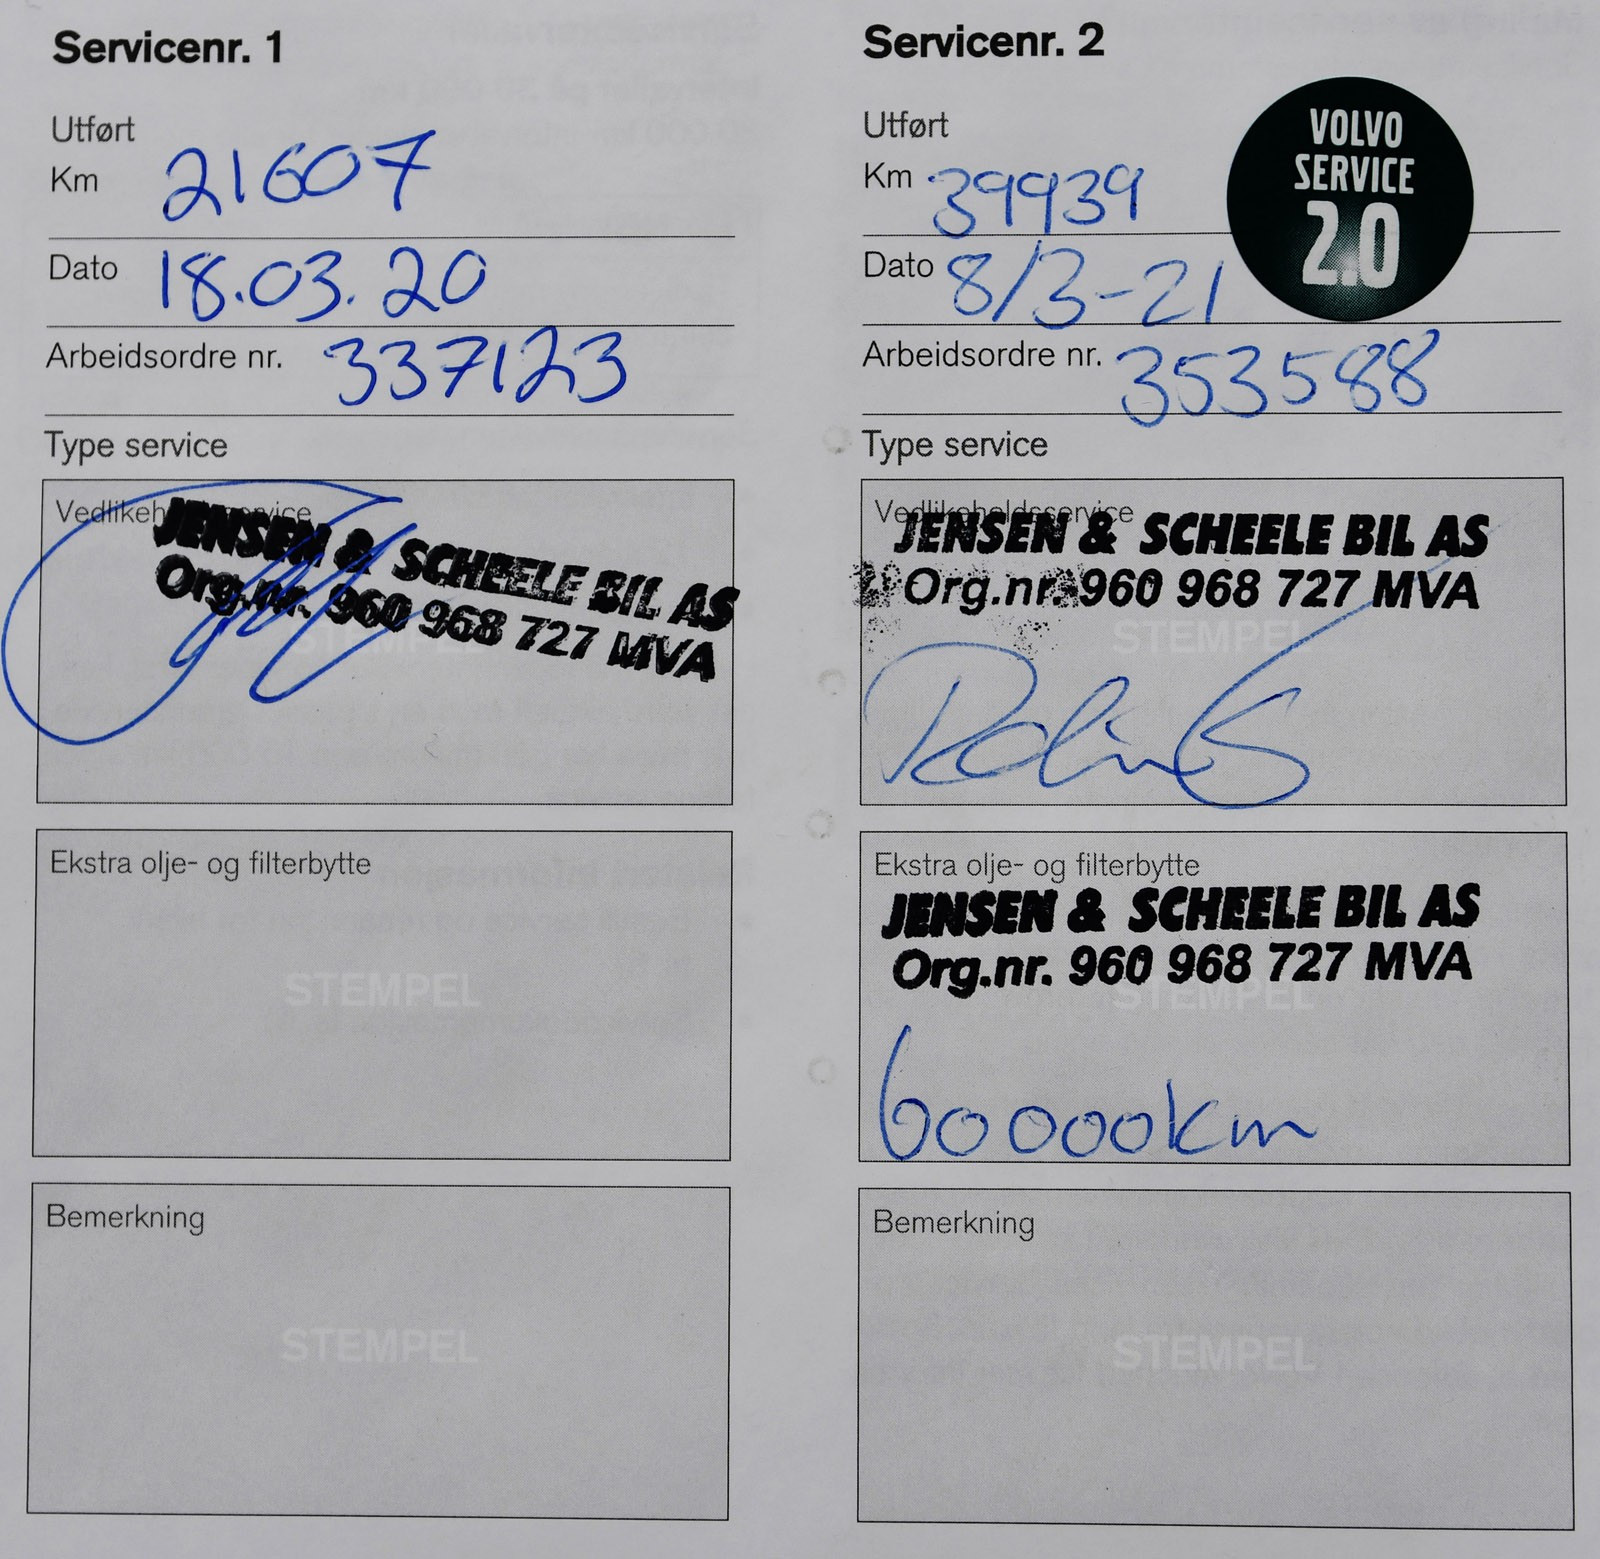 Servicenr. 1
Utført
Km 21607
Dato 18.03.20
Arbeidsordre nr. 337123
Type service
Vedlikeholdsservice
JENSEN & SCHEELE BIL AS
Org.nr. 960 968 727 MVA
STEMPEL
Ekstra olje- og filterbytte
STEMPEL
Bemerkning
STEMPEL
Servicenr. 2
Utført
Km 39939
VOLVO
SERVICE
2.0
Dato 8/3-21
Arbeidsordre nr. 353588
Type service
Vedlikeholdsservice
JENSEN & SCHEELE BIL AS
Org.nr. 960 968 727 MVA
STEMPEL
Ekstra olje- og filterbytte
JENSEN & SCHEELE BIL AS
Org.nr. 960 968 727 MVA
STEMPEL
60 000km
Bemerkning
STEMPEL